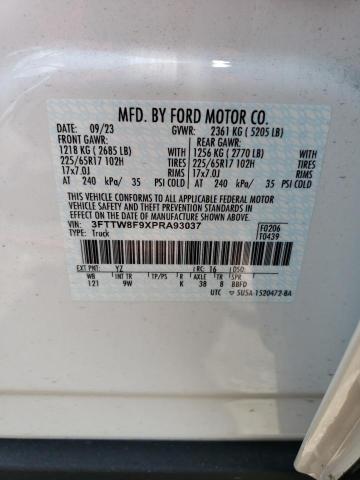 MFD. BY FORD MOTOR CO.
DATE: 09/23 GVWR: 2361 KG ( 5205 LB)
FRONT GAWR: REAR GAWR:
1218 KG ( 2685 LB) 1256 KG ( 2770 LB)
225/65R17 102H TIRES 225/65R17 102H TIRES
17x7.0J RIMS 17x7.0J RIMS
AT 240 kPa/ 35 PSI COLD AT 240 kPa/ 35 PSI COLD
THIS VEHICLE CONFORMS TO ALL APPLICABLE FEDERAL MOTOR
VEHICLE SAFETY AND BUMPER STANDARDS IN EFFECT ON THE DATE OF
MANUFACTURE SHOWN ABOVE.
VIN: 3FTTW8F9XPRA93037 F0206
TYPE: Truck T0439
EXT PNT: YZ RC: 16 DSO:
WB INT TR TP/PS R AXLE TR SPR
121 9W K 38 8 BBFD
UTC SU5A-1520472-BA